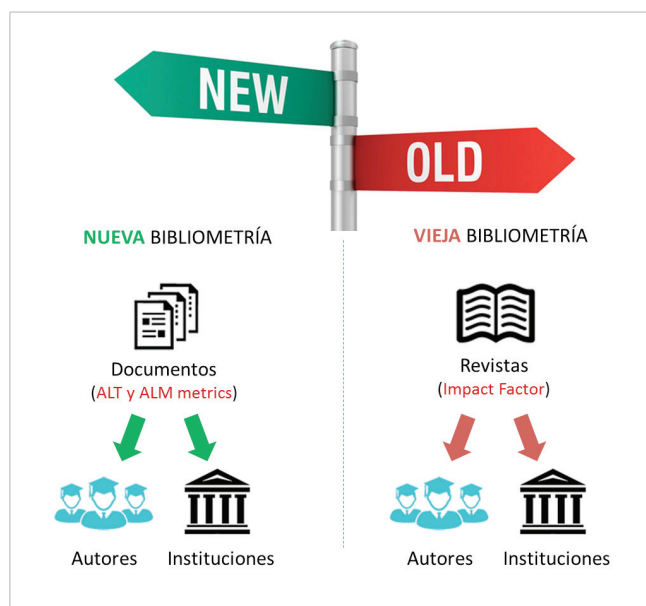 NEW
OLD
NUEVA BIBLIOMETRÍA
VIEJA BIBLIOMETRÍA
Documentos
(ALT y ALM metrics)
Revistas
(Impact Factor)
Autores
Instituciones
Autores
Instituciones